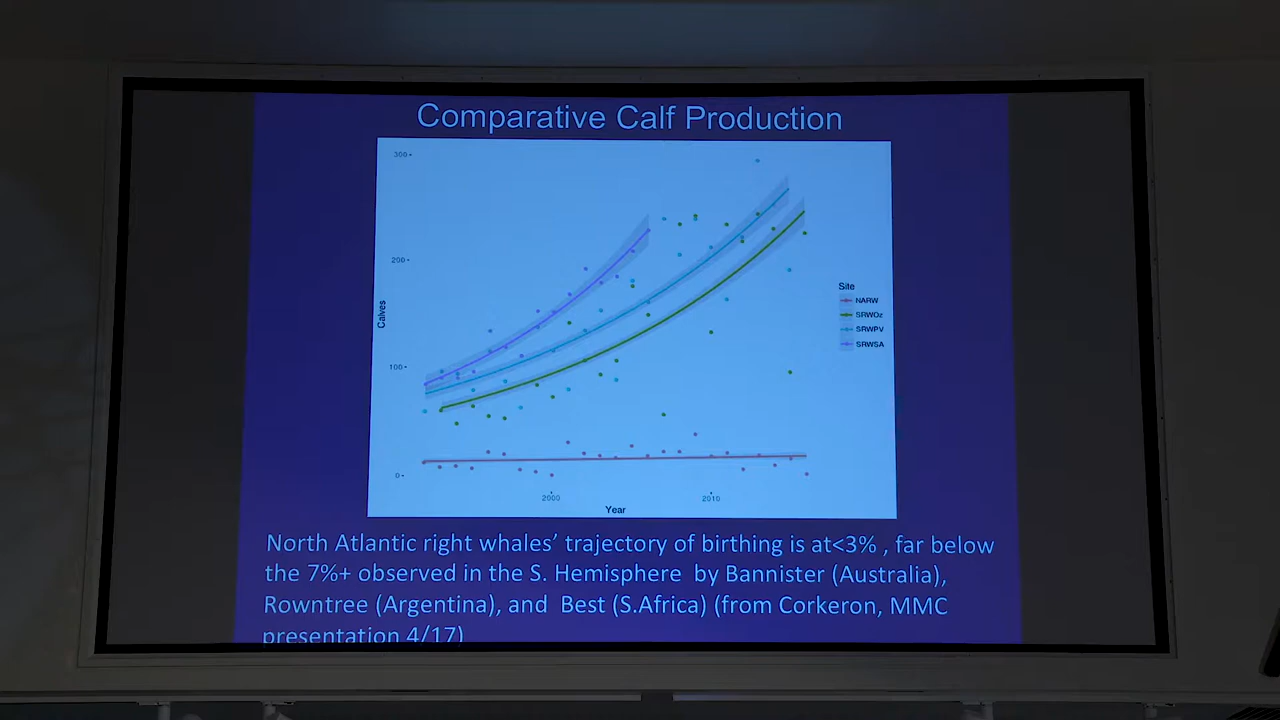 Comparative Calf Production
300
200
100
0
Calves
2000
2010
Year
Site
NARW
SRWOz
SRWPV
SRWSA
North Atlantic right whales’ trajectory of birthing is at<3% , far below
the 7%+ observed in the S. Hemisphere by Bannister (Australia),
Rowntree (Argentina), and Best (S.Africa) (from Corkeron, MMC
presentation 4/17)